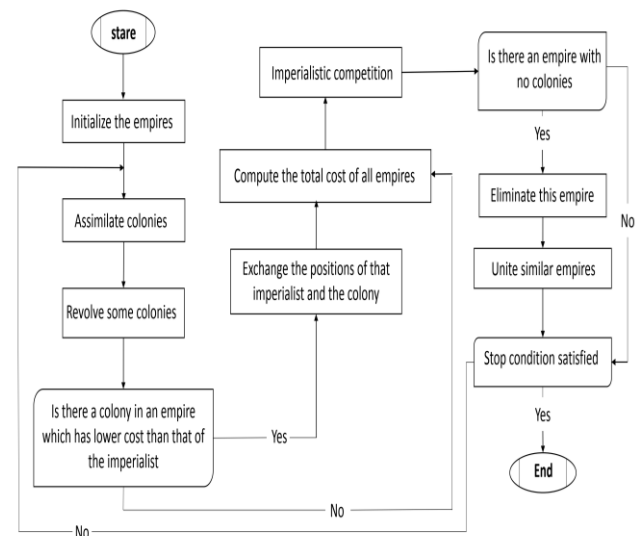 stare
Initialize the empires
Assimilate colonies
Revolve some colonies
Is there a colony in an empire
which has lower cost than that of
the imperialist
Yes
No
Exchange the positions of that
imperialist and the colony
Compute the total cost of all empires
Imperialistic competition
Is there an empire with
no colonies
Yes
No
Eliminate this empire
Unite similar empires
Stop condition satisfied
Yes
No
End